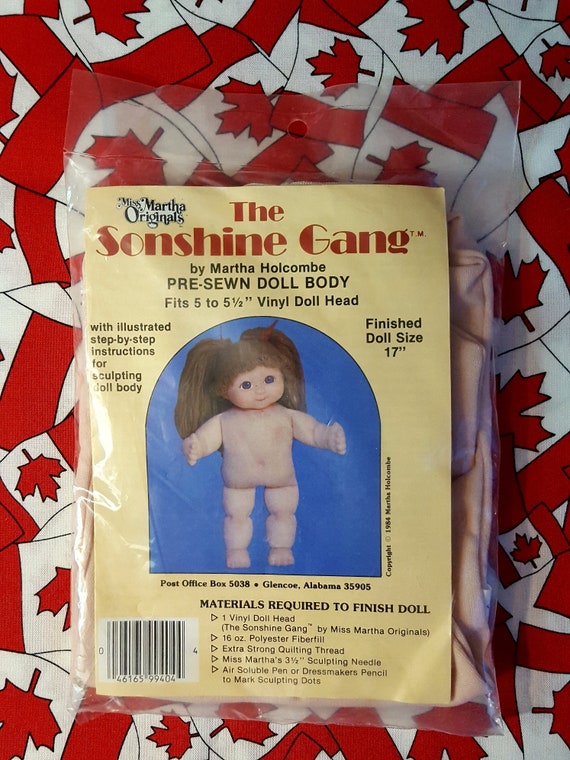 Miss Martha
Originals
The
Sonshine Gang T.M.
by Martha Holcombe
PRE-SEWN DOLL BODY
Fits 5 to 5½" Vinyl Doll Head
with illustrated
step-by-step
instructions
for
sculpting
doll body
Finished
Doll Size
17"
Copyright © 1984 Martha Holcombe
Post Office Box 5038 • Glencoe, Alabama 35905
MATERIALS REQUIRED TO FINISH DOLL
▷ 1 Vinyl Doll Head
(The Sonshine Gang™ by Miss Martha Originals)
▷ 16 oz. Polyester Fiberfill
▷ Extra Strong Quilting Thread
▷ Miss Martha's 3½" Sculpting Needle
▷ Air Soluble Pen or Dressmakers Pencil
to Mark Sculpting Dots
0 46165 99404 4